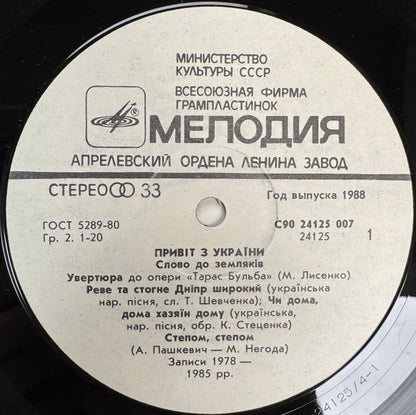 МИНИСТЕРСТВО
КУЛЬТУРЫ СССР
ВСЕСОЮЗНАЯ ФИРМА
ГРАМПЛАСТИНОК
МЕЛОДИЯ
АПРЕЛЕВСКИЙ ОРДЕНА ЛЕНИНА ЗАВОД
СТЕРЕО 33
Год выпуска 1988
ГОСТ 5289-80
С90 24125 007
Гр. 2. 1-20
24125 1
ПРИВІТ З УКРАЇНИ
Слово до земляків
Увертюра до опери «Тарас Бульба» (М. Лисенко)
Реве та стогне Дніпр широкий (українська
нар. пісня, сл. Т. Шевченка); Чи дома,
дома хазяїн дому (українська,
нар. пісня, обр. К. Стеценка)
Степом, степом
(А. Пашкевич — М. Негода)
Записи 1978 —
1985 рр.
24125/4-1